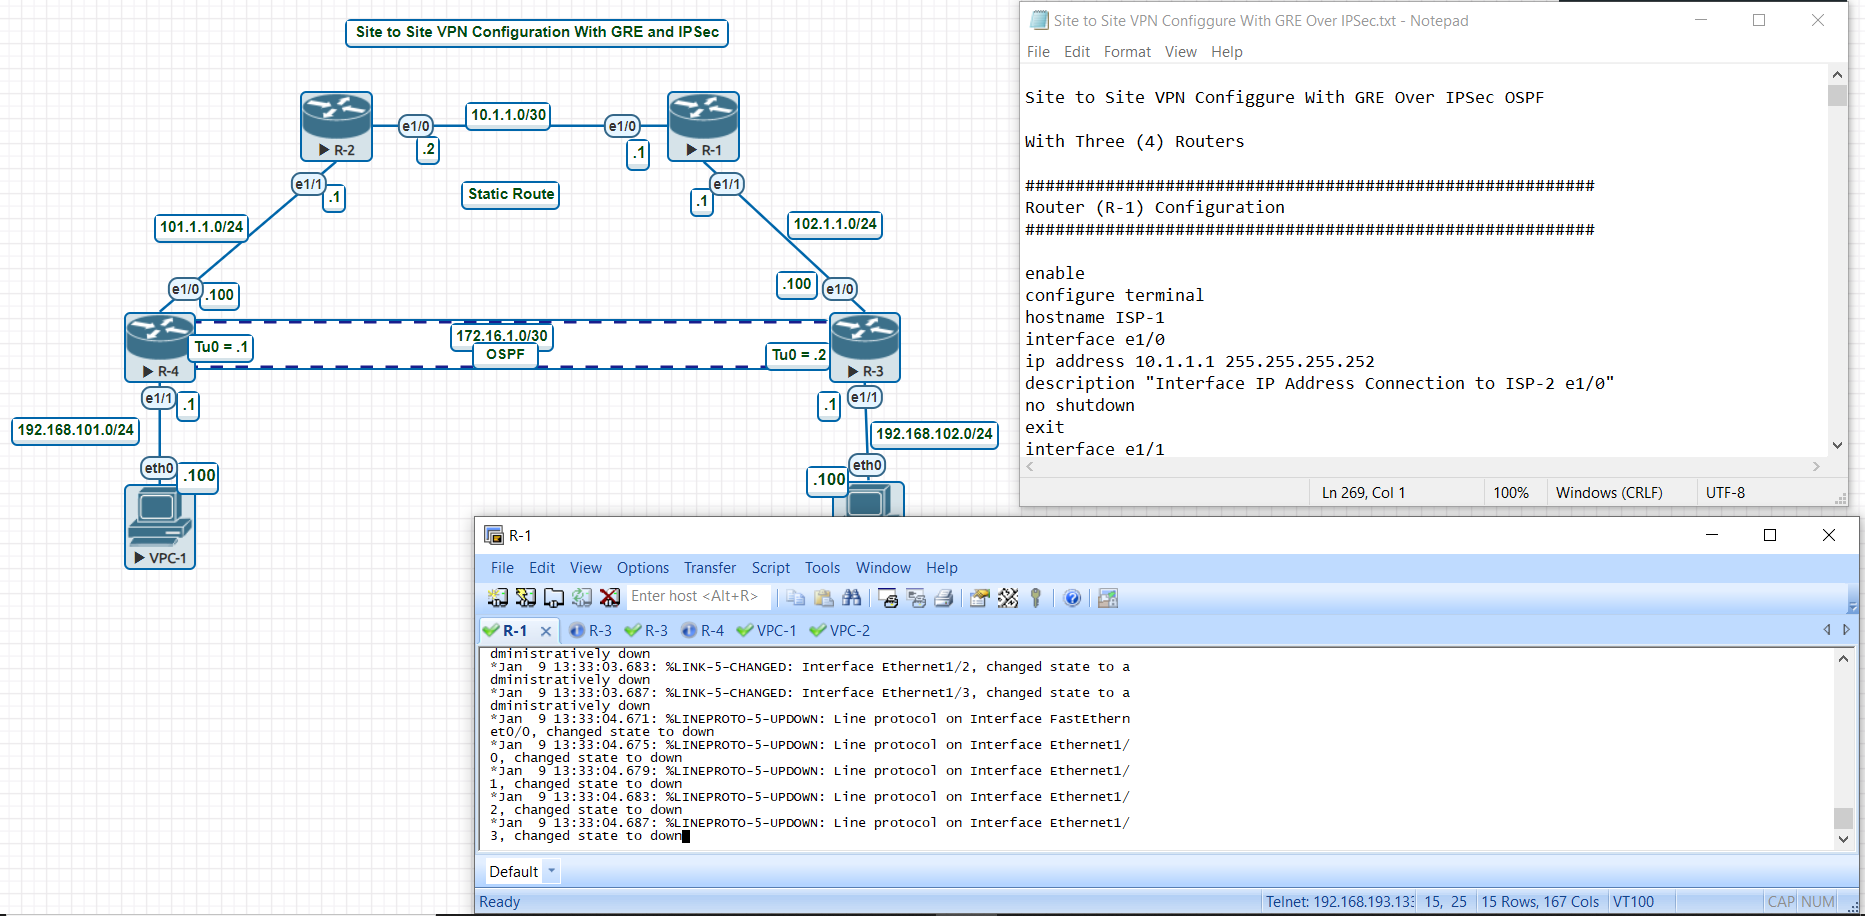 Site to Site VPN Configuration With GRE and IPSec
R-2
e1/0
10.1.1.0/30
e1/0
R-1
.2
.1
e1/1
.1
Static Route
e1/1
.1
101.1.1.0/24
102.1.1.0/24
e1/0
.100
.100
e1/0
R-4
Tu0 = .1
172.16.1.0/30
OSPF
Tu0 = .2
R-3
e1/1
.1
.1
e1/1
192.168.101.0/24
192.168.102.0/24
eth0
.100
eth0
.100
VPC-1
Site to Site VPN Configgure With GRE Over IPSec.txt - Notepad
File Edit Format View Help
Site to Site VPN Configgure With GRE Over IPSec OSPF
With Three (4) Routers
#########################################################
Router (R-1) Configuration
#########################################################
enable
configure terminal
hostname ISP-1
interface e1/0
ip address 10.1.1.1 255.255.255.252
description "Interface IP Address Connection to ISP-2 e1/0"
no shutdown
exit
interface e1/1
Ln 269, Col 1 100% Windows (CRLF) UTF-8
R-1
File Edit View Options Transfer Script Tools Window Help
Enter host <Alt+R>
R-1 R-3 R-3 R-4 VPC-1 VPC-2
dministratively down
*Jan  9 13:33:03.683: %LINK-5-CHANGED: Interface Ethernet1/2, changed state to a
dministratively down
*Jan  9 13:33:03.687: %LINK-5-CHANGED: Interface Ethernet1/3, changed state to a
dministratively down
*Jan  9 13:33:04.671: %LINEPROTO-5-UPDOWN: Line protocol on Interface FastEthern
et0/0, changed state to down
*Jan  9 13:33:04.675: %LINEPROTO-5-UPDOWN: Line protocol on Interface Ethernet1/
0, changed state to down
*Jan  9 13:33:04.679: %LINEPROTO-5-UPDOWN: Line protocol on Interface Ethernet1/
1, changed state to down
*Jan  9 13:33:04.683: %LINEPROTO-5-UPDOWN: Line protocol on Interface Ethernet1/
2, changed state to down
*Jan  9 13:33:04.687: %LINEPROTO-5-UPDOWN: Line protocol on Interface Ethernet1/
3, changed state to down
Default
Ready Telnet: 192.168.193.133 15, 25 15 Rows, 167 Cols VT100 CAP NUM